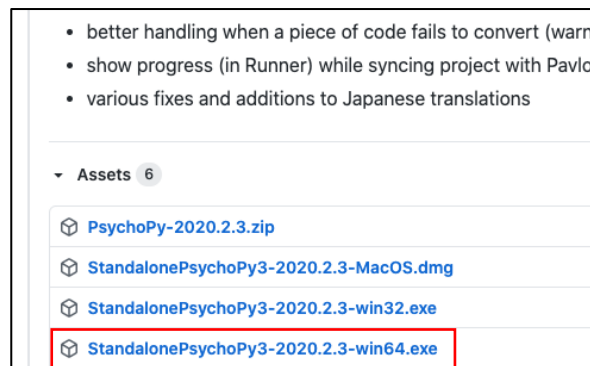 better handling when a piece of code fails to convert (warn
show progress (in Runner) while syncing project with Pavlo
various fixes and additions to Japanese translations
Assets 6
PsychoPy-2020.2.3.zip
StandalonePsychoPy3-2020.2.3-MacOS.dmg
StandalonePsychoPy3-2020.2.3-win32.exe
StandalonePsychoPy3-2020.2.3-win64.exe